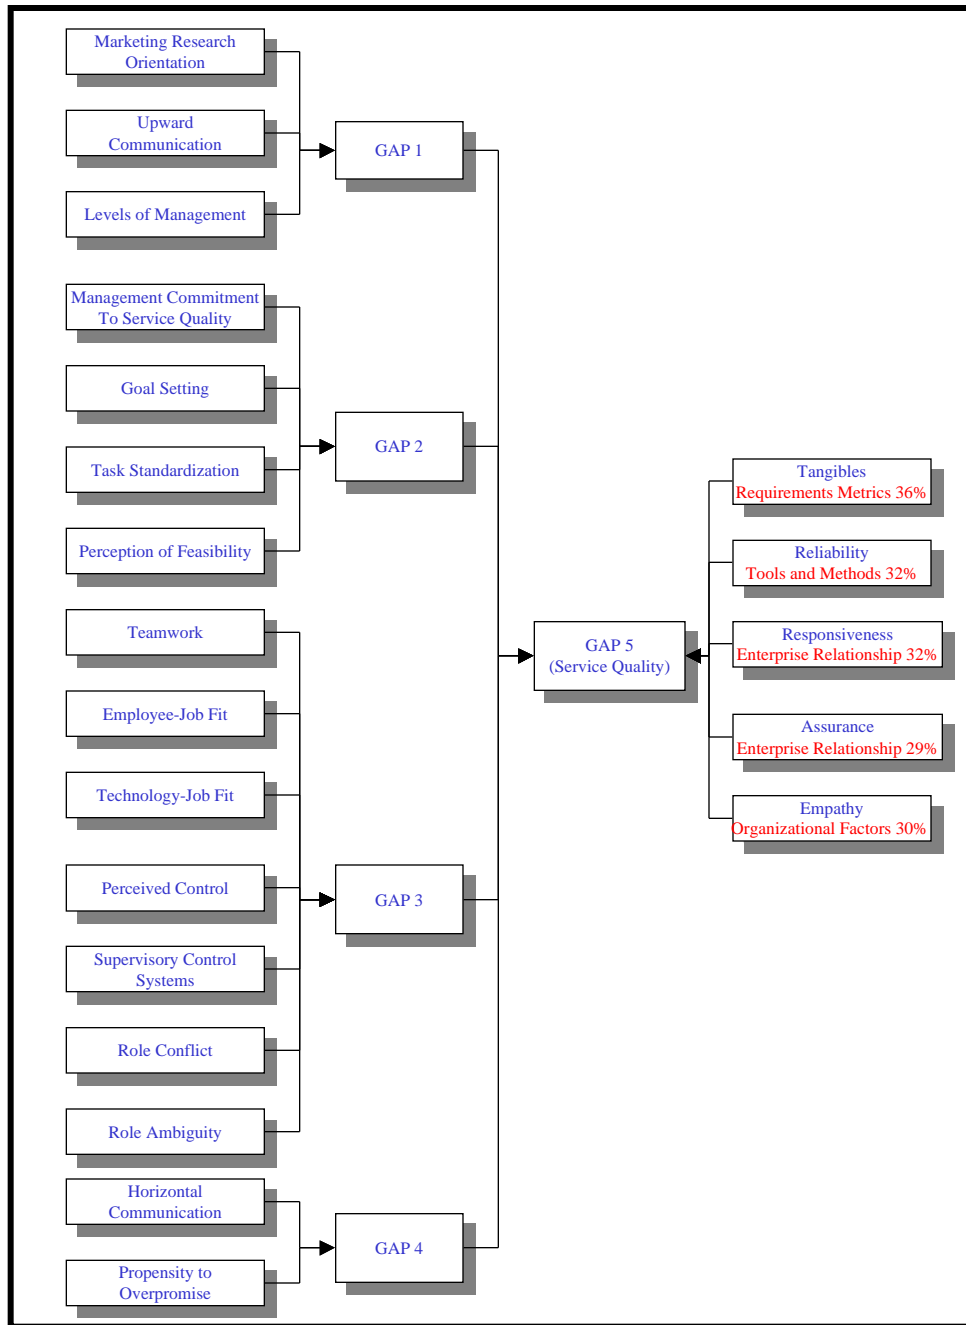 Marketing Research
Orientation
Upward
Communication
Levels of Management
GAP 1
Management Commitment
To Service Quality
Goal Setting
Task Standardization
Perception of Feasibility
GAP 2
Teamwork
Employee-Job Fit
Technology-Job Fit
Perceived Control
Supervisory Control
Systems
Role Conflict
Role Ambiguity
GAP 3
Horizontal
Communication
Propensity to
Overpromise
GAP 4
GAP 5
(Service Quality)
Tangibles
Requirements Metrics 36%
Reliability
Tools and Methods 32%
Responsiveness
Enterprise Relationship 32%
Assurance
Enterprise Relationship 29%
Empathy
Organizational Factors 30%